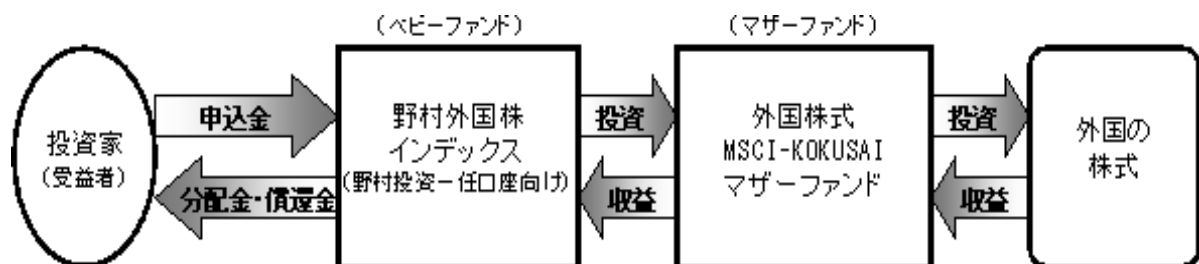 (ベビーファンド)
(マザーファンド)
投資家
(受益者)
申込金
分配金・償還金
野村外国株
インデックス
(野村投資一任口座向け)
投資
収益
外国株式
MSCI-KOKUSAI
マザーファンド
投資
収益
外国の
株式